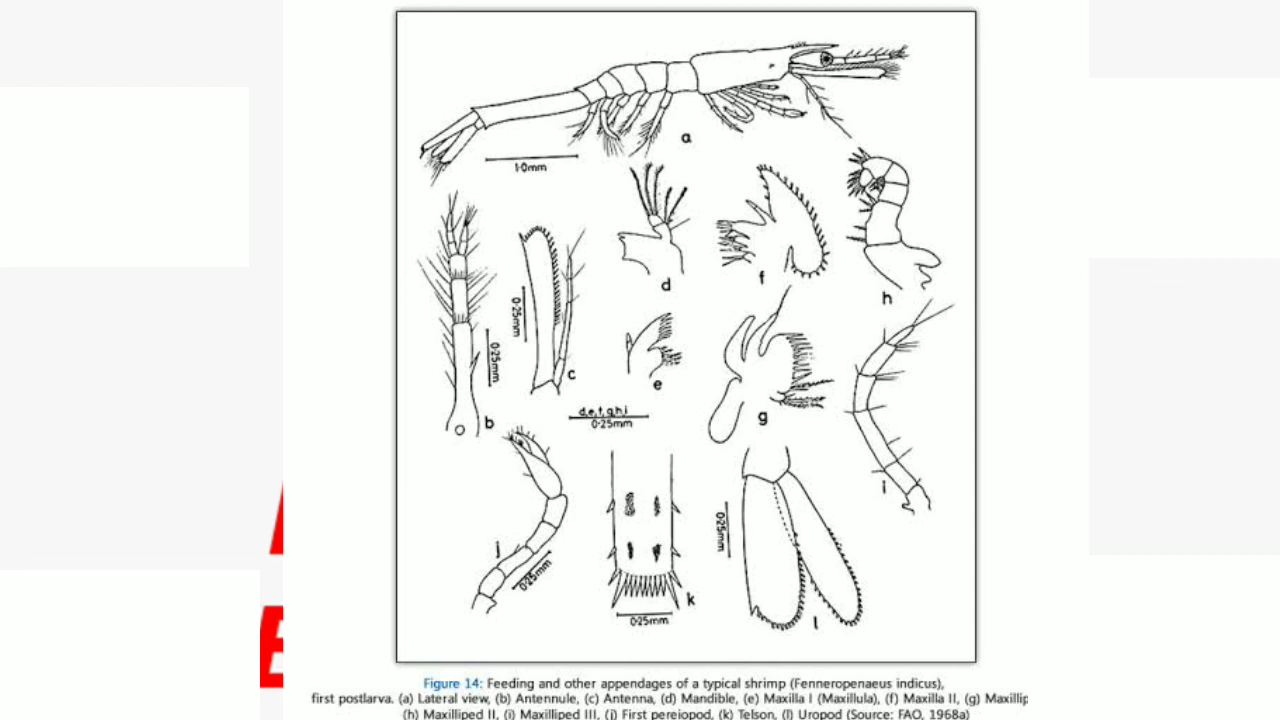 a
1·0mm
d
f
h
0·25mm
0·25mm
c
b
e
d,e,f,g,h,i
0·25mm
g
i
j
0·25mm
k
0·25mm
0·25mm
l
Figure 14: Feeding and other appendages of a typical shrimp (Fenneropenaeus indicus),
first postlarva. (a) Lateral view, (b) Antennule, (c) Antenna, (d) Mandible, (e) Maxilla I (Maxillula), (f) Maxilla II, (g) Maxillip
(h) Maxilliped II, (i) Maxilliped III, (j) First pereiopod, (k) Telson, (l) Uropod (Source: FAO, 1968a)